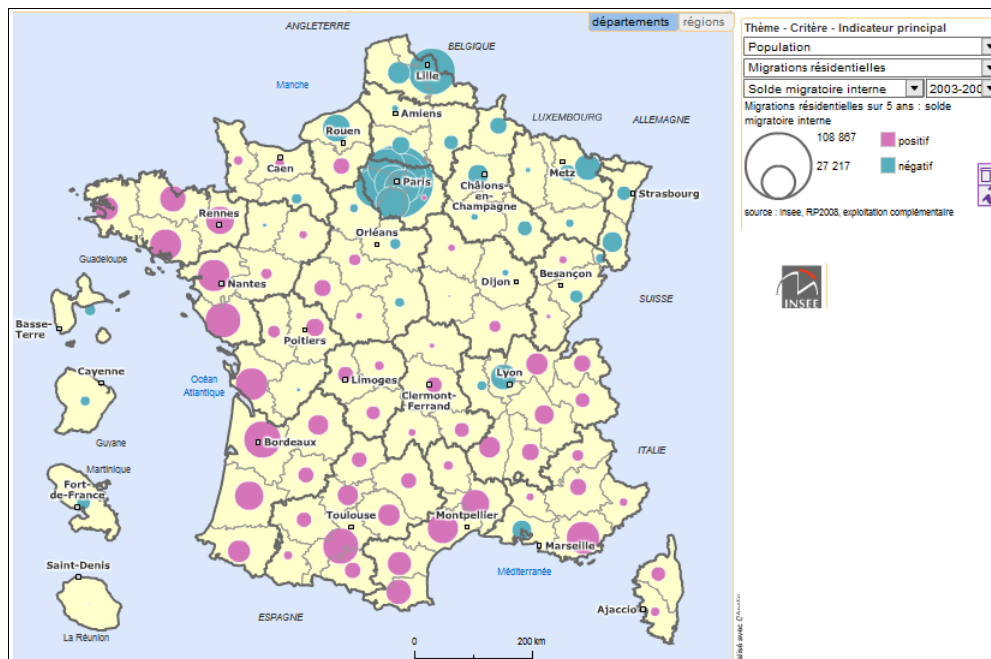 départements
régions
Thème - Critère - Indicateur principal
Population
Migrations résidentielles
Solde migratoire interne
2003-200
Migrations résidentielles sur 5 ans : solde
migratoire interne
108 867
27 217
positif
négatif
source : Insee, RP2008, exploitation complémentaire
INSEE
ANGLETERRE
BELGIQUE
Lille
Manche
Amiens
LUXEMBOURG
ALLEMAGNE
Rouen
Caen
Metz
Paris
Châlons-
en-
Champagne
Strasbourg
Rennes
Orléans
Guadeloupe
Nantes
Dijon
Besançon
SUISSE
Basse-
Terre
Poitiers
Cayenne
Océan
Atlantique
Limoges
Clermont-
Ferrand
Lyon
Guyane
Bordeaux
ITALIE
Martinique
Fort-
de-France
Toulouse
Montpellier
Marseille
Saint-Denis
Méditerranée
La Réunion
ESPAGNE
Ajaccio
0
200 km